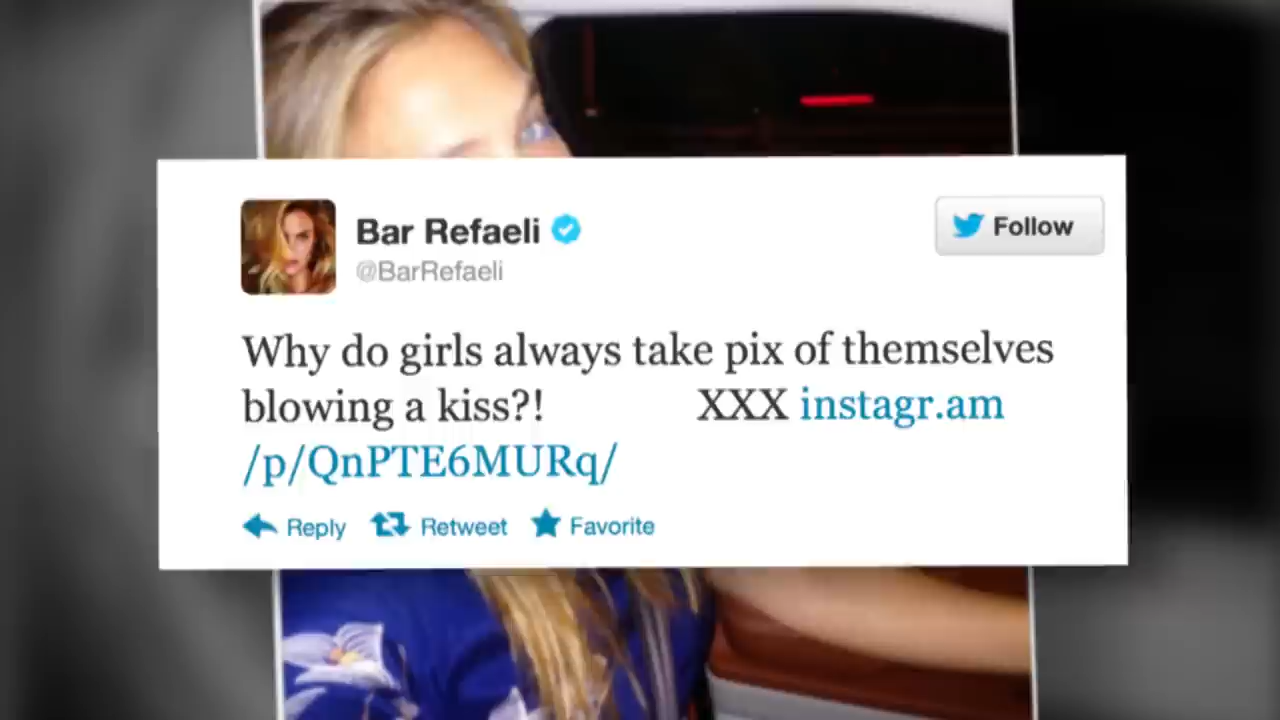 Bar Refaeli
@BarRefaeli
Follow
Why do girls always take pix of themselves
blowing a kiss?! XXX instagr.am
/p/QnPTE6MURq/
Reply Retweet Favorite